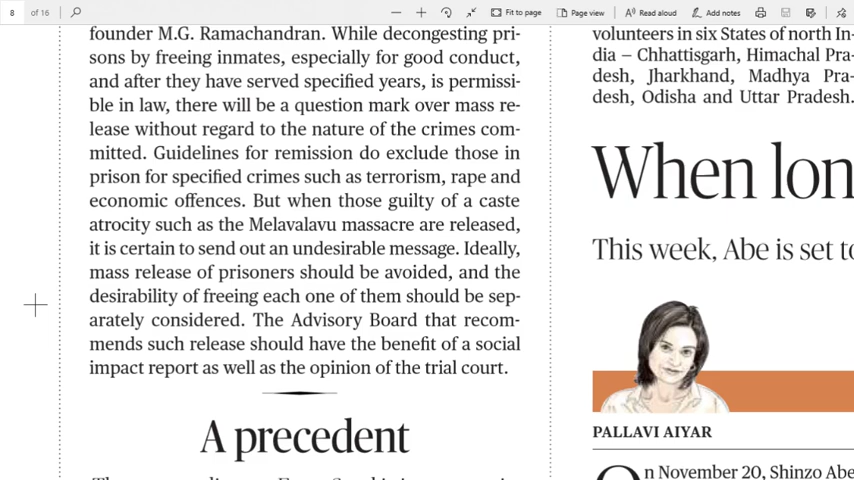 8 of 16 Fit to page Page view Read aloud Add notes
founder M.G. Ramachandran. While decongesting pri-
sons by freeing inmates, especially for good conduct,
and after they have served specified years, is permissi-
ble in law, there will be a question mark over mass re-
lease without regard to the nature of the crimes com-
mitted. Guidelines for remission do exclude those in
prison for specified crimes such as terrorism, rape and
economic offences. But when those guilty of a caste
atrocity such as the Melavalavu massacre are released,
it is certain to send out an undesirable message. Ideally,
mass release of prisoners should be avoided, and the
desirability of freeing each one of them should be sep-
arately considered. The Advisory Board that recom-
mends such release should have the benefit of a social
impact report as well as the opinion of the trial court.
A precedent
volunteers in six States of north In-
dia – Chhattisgarh, Himachal Pra-
desh, Jharkhand, Madhya Pra-
desh, Odisha and Uttar Pradesh.
When lon
This week, Abe is set to
PALLAVI AIYAR
On November 20, Shinzo Abe